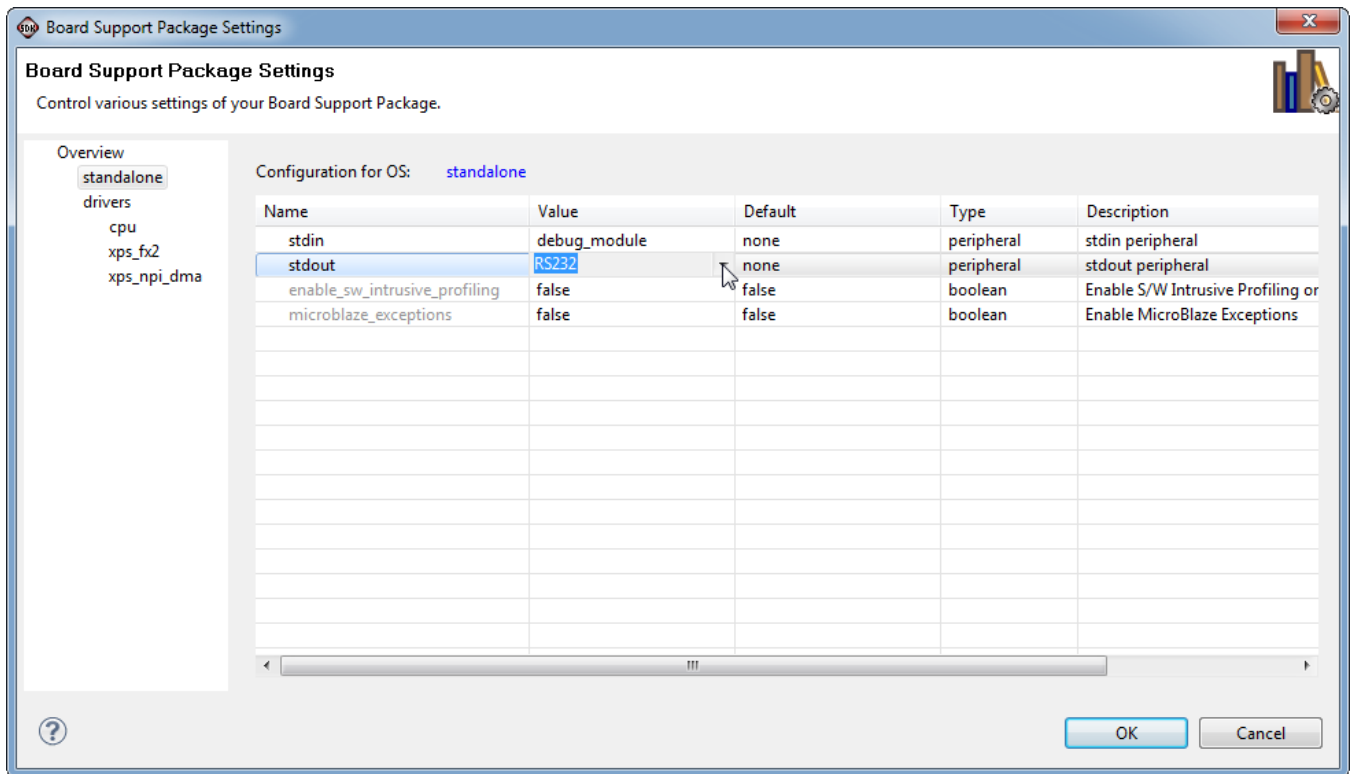 Board Support Package Settings
Board Support Package Settings
Control various settings of your Board Support Package.
Overview
standalone
drivers
cpu
xps_fx2
xps_npi_dma
Configuration for OS: standalone
Name Value Default Type Description
stdin debug_module none peripheral stdin peripheral
stdout RS232 none peripheral stdout peripheral
enable_sw_intrusive_profiling false false boolean Enable S/W Intrusive Profiling or
microblaze_exceptions false false boolean Enable MicroBlaze Exceptions
OK Cancel